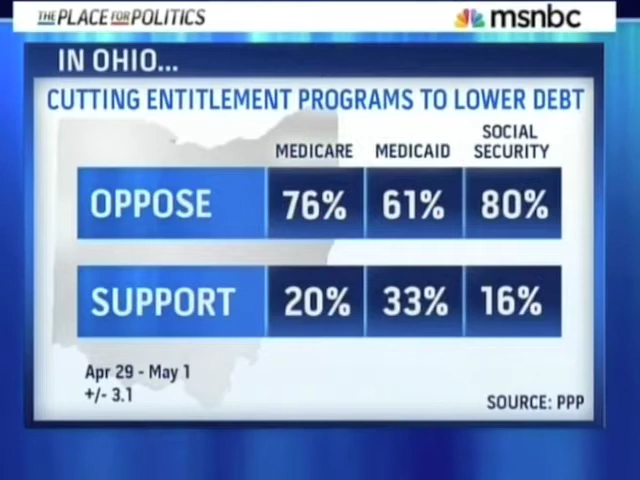 THE PLACE FOR POLITICS
msnbc
IN OHIO...
CUTTING ENTITLEMENT PROGRAMS TO LOWER DEBT
MEDICARE MEDICAID SOCIAL SECURITY
OPPOSE 76% 61% 80%
SUPPORT 20% 33% 16%
Apr 29 - May 1
+/- 3.1
SOURCE: PPP